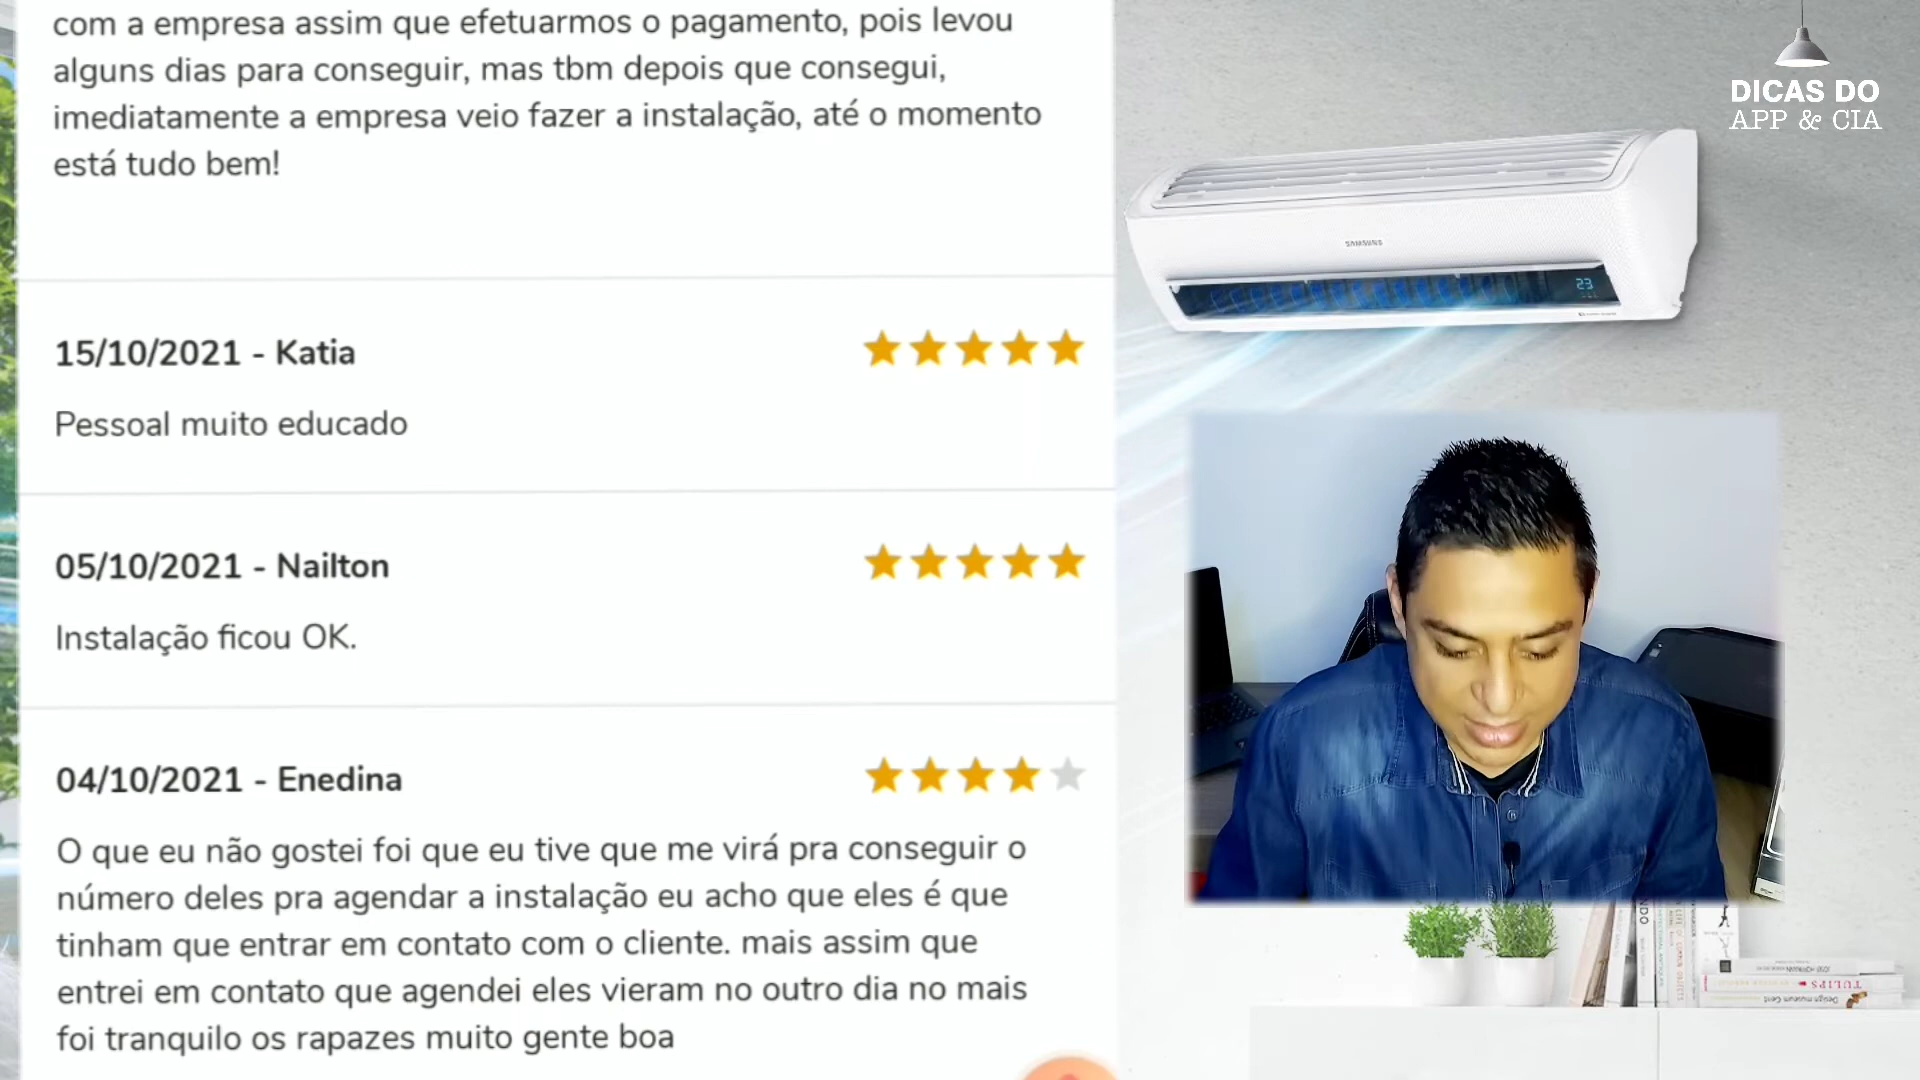 com a empresa assim que efetuarmos o pagamento, pois levou
alguns dias para conseguir, mas tbm depois que consegui,
imediatamente a empresa veio fazer a instalação, até o momento
está tudo bem!
15/10/2021 - Katia
Pessoal muito educado
05/10/2021 - Nailton
Instalação ficou OK.
04/10/2021 - Enedina
O que eu não gostei foi que eu tive que me virá pra conseguir o
número deles pra agendar a instalação eu acho que eles é que
tinham que entrar em contato com o cliente. mais assim que
entrei em contato que agendei eles vieram no outro dia no mais
foi tranquilo os rapazes muito gente boa
DICAS DO
APP & CIA
SAMSUNG
23
TULIPS
Design museum Cent